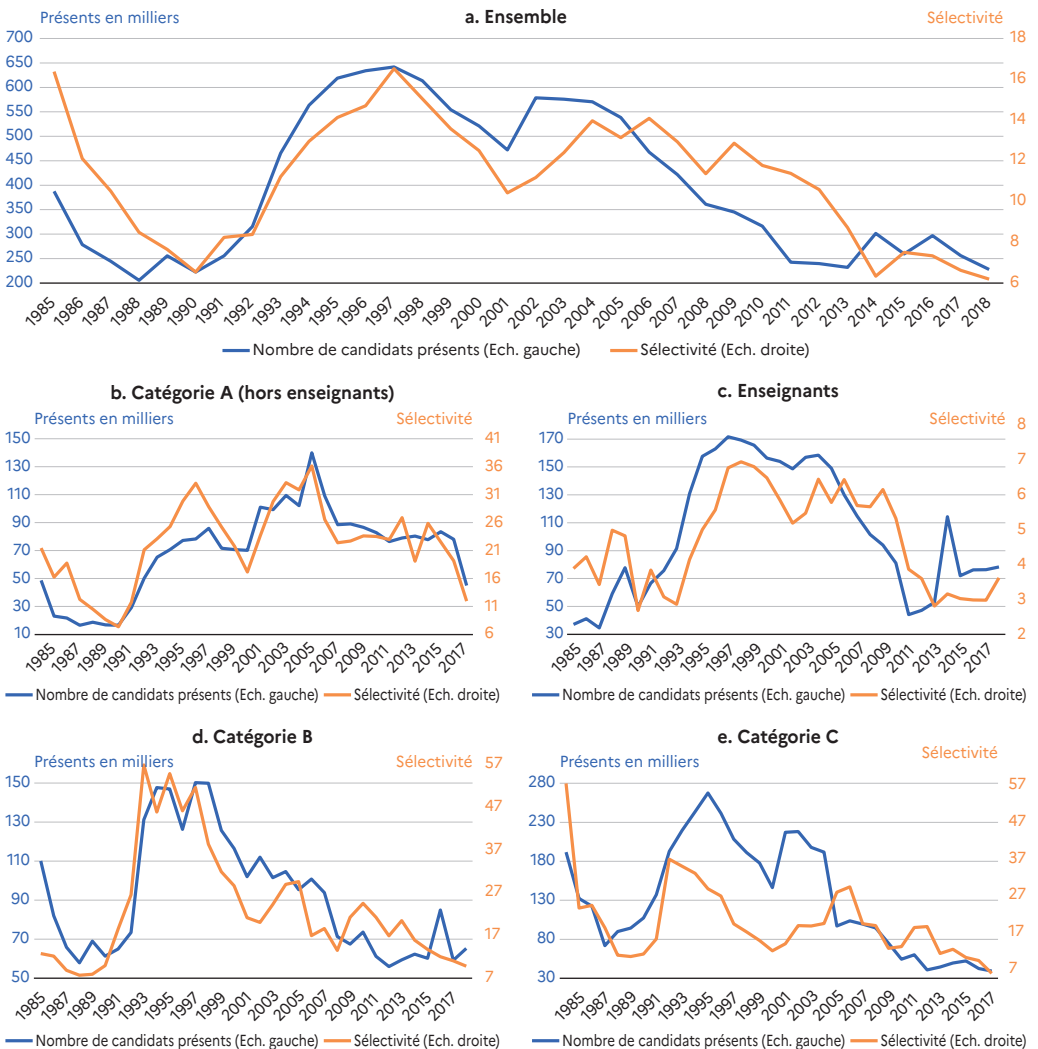 a. Ensemble
Présents en milliers
Sélectivité
700
650
600
550
500
450
400
350
300
250
200
18
16
14
12
10
8
6
1985 1986 1987 1988 1989 1990 1991 1992 1993 1994 1995 1996 1997 1998 1999 2000 2001 2002 2003 2004 2005 2006 2007 2008 2009 2010 2011 2012 2013 2014 2015 2016 2017 2018
Nombre de candidats présents (Ech. gauche) Sélectivité (Ech. droite)
b. Catégorie A (hors enseignants)
Présents en milliers
Sélectivité
150
130
110
90
70
50
30
10
41
36
31
26
21
16
11
6
1985 1987 1989 1991 1993 1995 1997 1999 2001 2003 2005 2007 2009 2011 2013 2015 2017
Nombre de candidats présents (Ech. gauche) Sélectivité (Ech. droite)
c. Enseignants
Présents en milliers
Sélectivité
170
150
130
110
90
70
50
30
8
7
6
5
4
3
2
1985 1987 1989 1991 1993 1995 1997 1999 2001 2003 2005 2007 2009 2011 2013 2015 2017
Nombre de candidats présents (Ech. gauche) Sélectivité (Ech. droite)
d. Catégorie B
Présents en milliers
Sélectivité
150
130
110
90
70
50
57
47
37
27
17
7
1985 1987 1989 1991 1993 1995 1997 1999 2001 2003 2005 2007 2009 2011 2013 2015 2017
Nombre de candidats présents (Ech. gauche) Sélectivité (Ech. droite)
e. Catégorie C
Présents en milliers
Sélectivité
280
230
180
130
80
30
57
47
37
27
17
7
1985 1987 1989 1991 1993 1995 1997 1999 2001 2003 2005 2007 2009 2011 2013 2015 2017
Nombre de candidats présents (Ech. gauche) Sélectivité (Ech. droite)